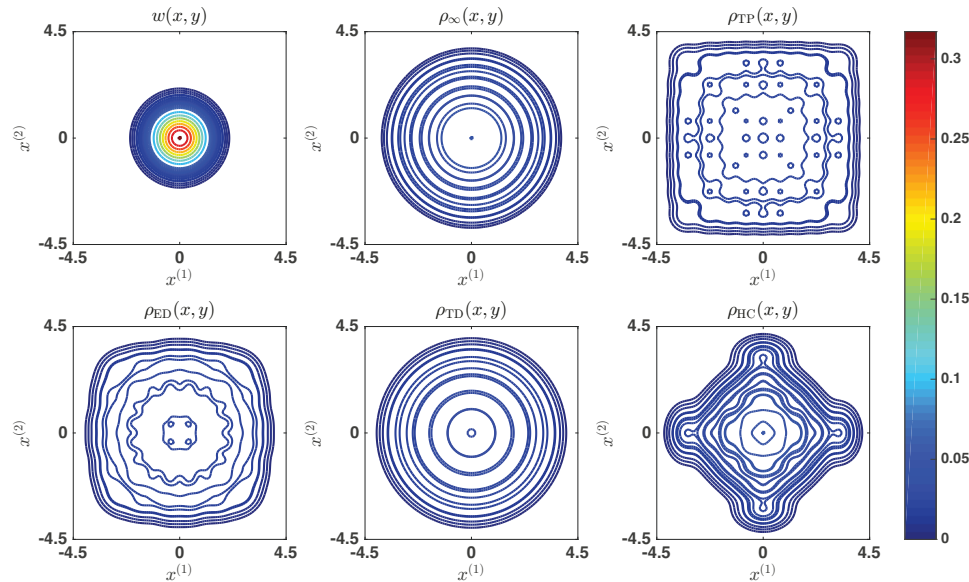 w(x, y)
ρ∞(x, y)
ρTP(x, y)
4.5
0
-4.5
x(2)
-4.5
0
4.5
x(1)
4.5
0
-4.5
x(2)
-4.5
0
4.5
x(1)
4.5
0
-4.5
x(2)
-4.5
0
4.5
x(1)
ρED(x, y)
ρTD(x, y)
ρHC(x, y)
4.5
0
-4.5
x(2)
-4.5
0
4.5
x(1)
4.5
0
-4.5
x(2)
-4.5
0
4.5
x(1)
4.5
0
-4.5
x(2)
-4.5
0
4.5
x(1)
0.3
0.25
0.2
0.15
0.1
0.05
0